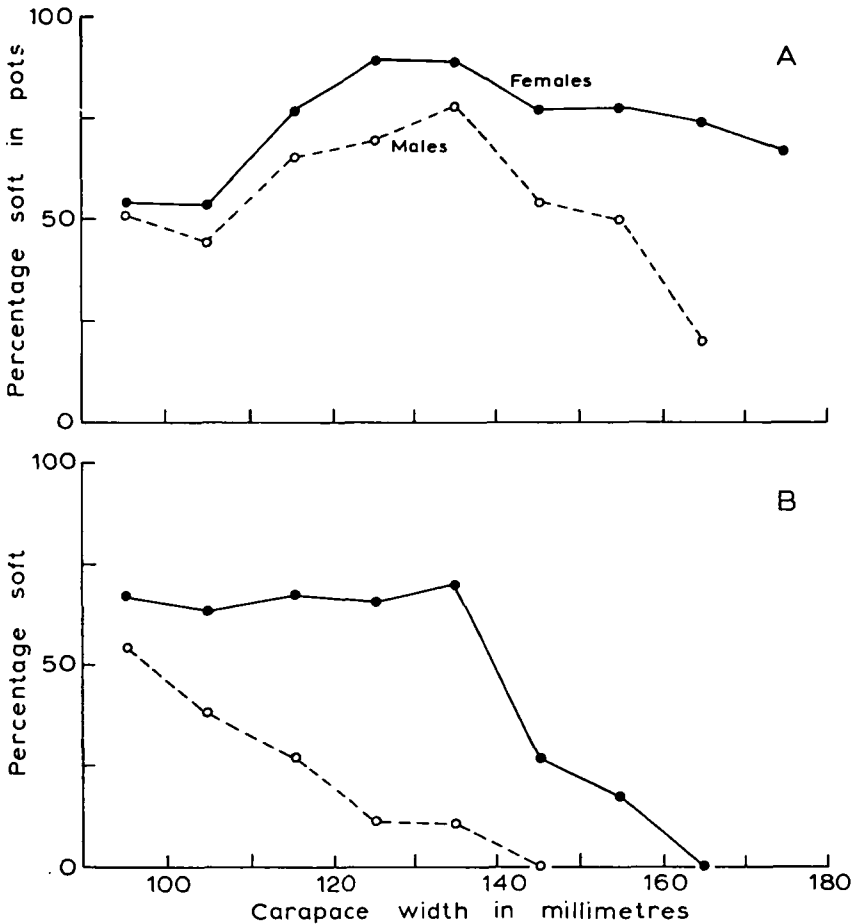 100
A
Females
Males
50
0
Percentage soft in pots
100
B
50
0
Percentage soft
100 120 140 160 180
Carapace width in millimetres